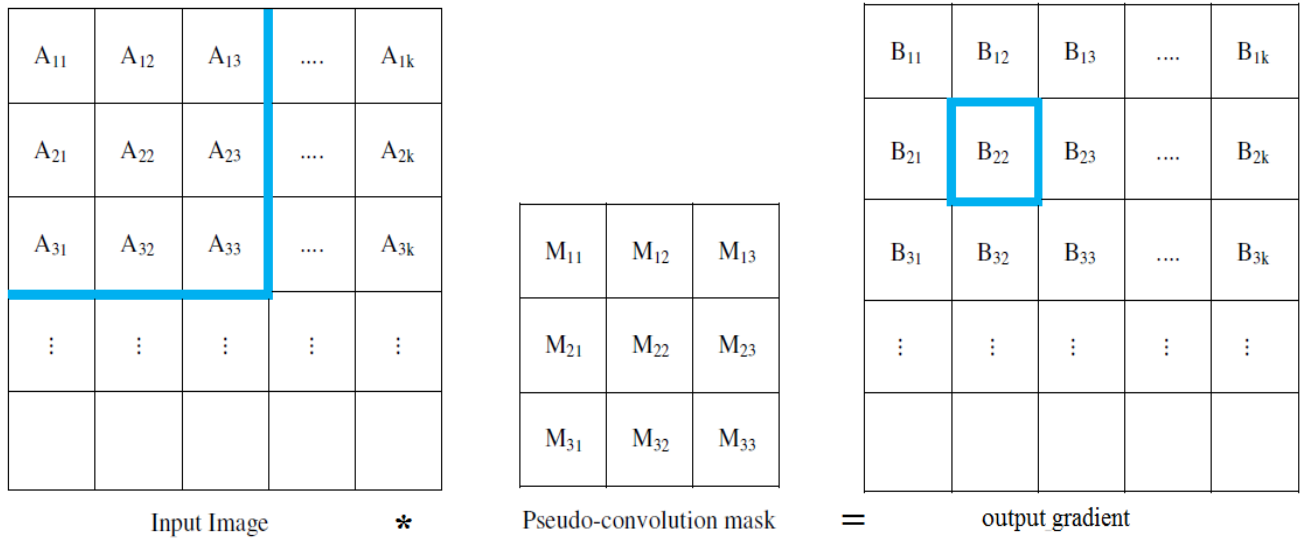 A11 A12 A13 .... A1k
A21 A22 A23 .... A2k
A31 A32 A33 .... A3k
⋮ ⋮ ⋮ ⋮ ⋮
M11 M12 M13
M21 M22 M23
M31 M32 M33
B11 B12 B13 .... B1k
B21 B22 B23 .... B2k
B31 B32 B33 .... B3k
⋮ ⋮ ⋮ ⋮ ⋮
Input Image * Pseudo-convolution mask = output gradient